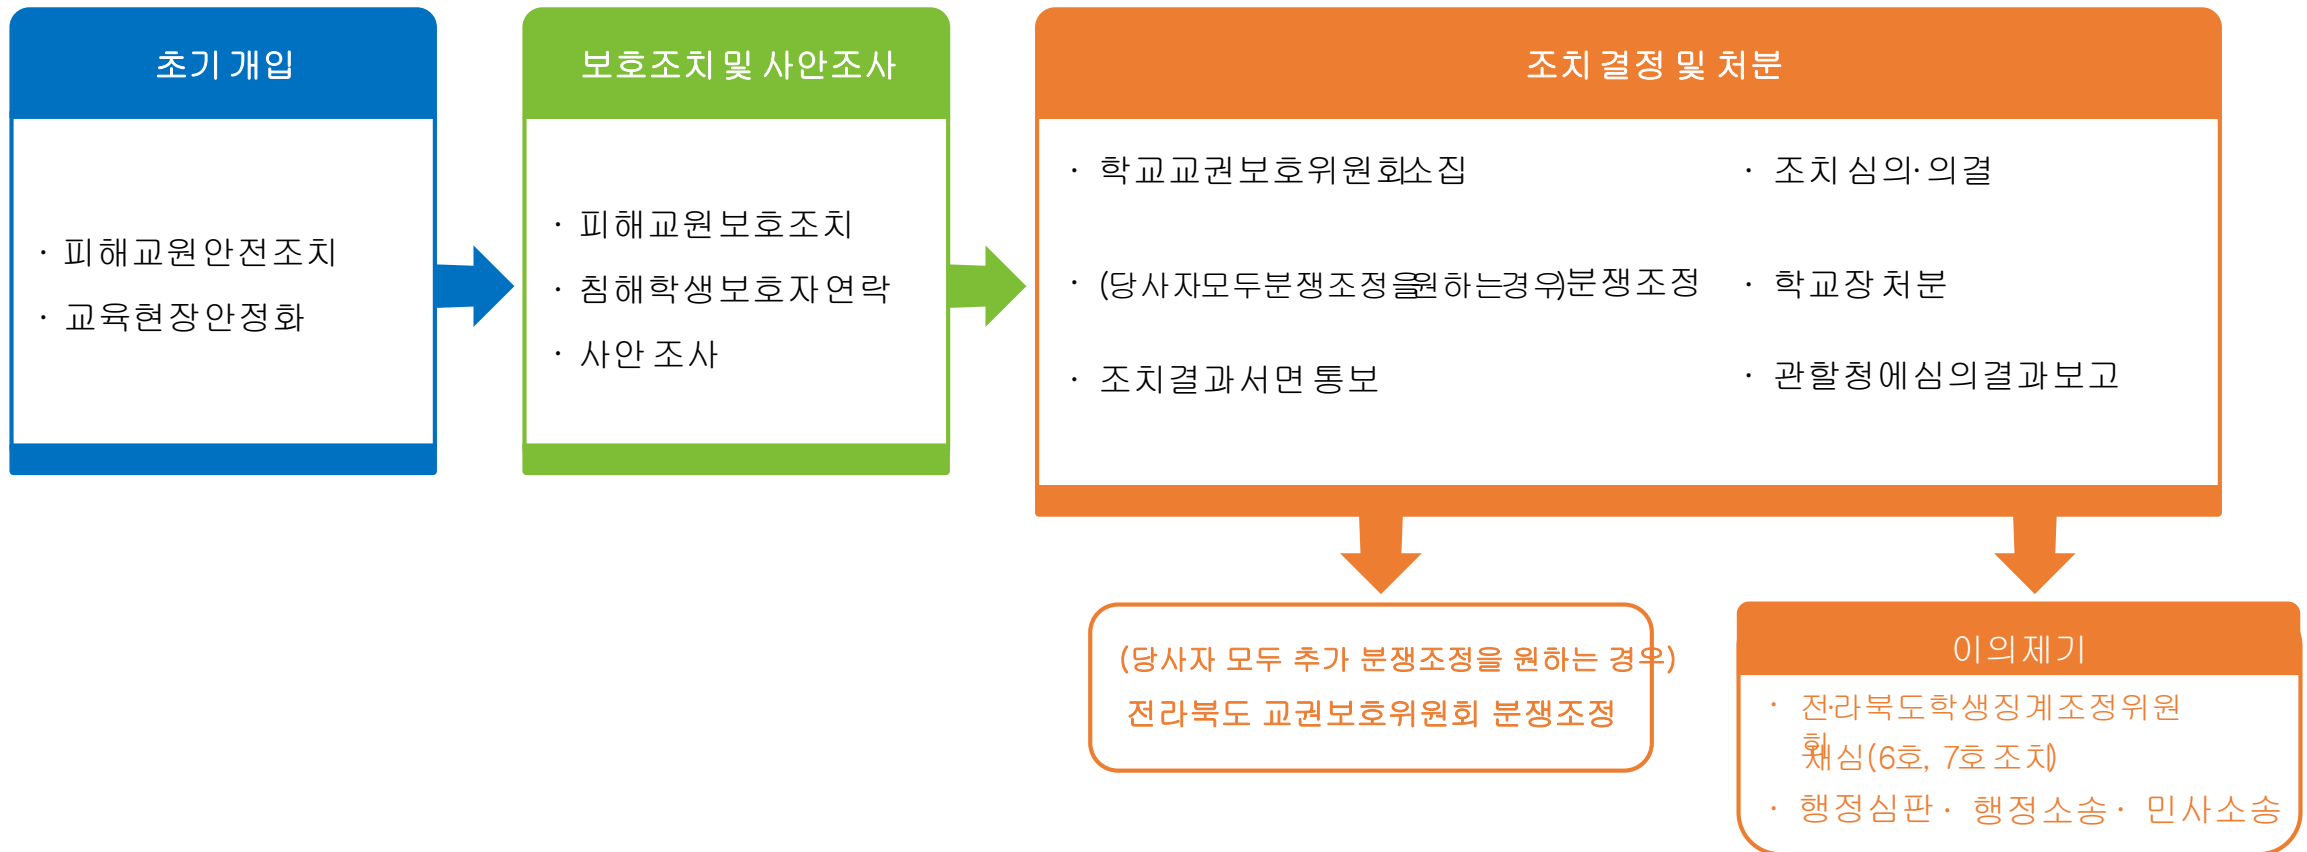 초기 개입
· 피해교원 안전조치
· 교육현장 안정화
보호조치 및 사안조사
· 피해교원 보호조치
· 침해학생 보호자 연락
· 사안 조사
조치 결정 및 처분
· 학교교권보호위원회 소집
· (당사자 모두 분쟁조정을 원하는 경우) 분쟁조정
· 조치결과 서면 통보
· 조치 심의·의결
· 학교장 처분
· 관할청에 심의결과 보고
(당사자 모두 추가 분쟁조정을 원하는 경우)
전라북도 교권보호위원회 분쟁조정
이의제기
· 전라북도학생징계조정위원
회
재심(6호, 7호 조치)
· 행정심판 · 행정소송 · 민사소송